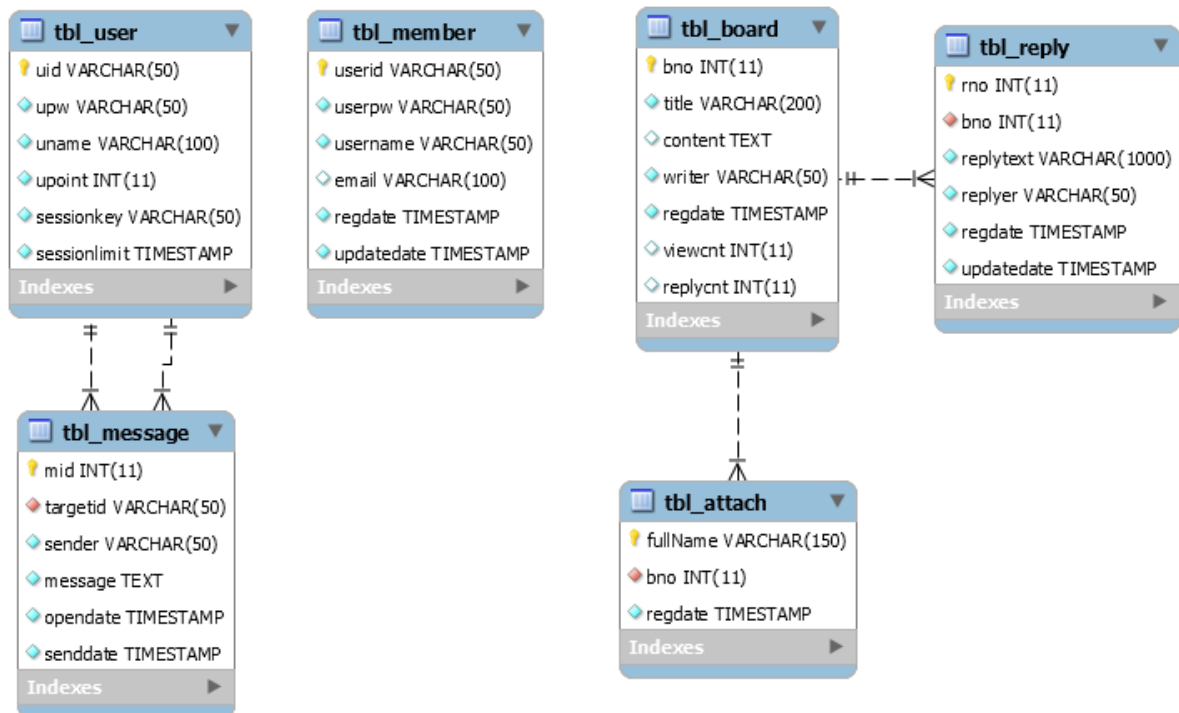 tbl_user
uid VARCHAR(50)
upw VARCHAR(50)
uname VARCHAR(100)
upoint INT(11)
sessionkey VARCHAR(50)
sessionlimit TIMESTAMP
Indexes
tbl_member
userid VARCHAR(50)
userpw VARCHAR(50)
username VARCHAR(50)
email VARCHAR(100)
regdate TIMESTAMP
updatedate TIMESTAMP
Indexes
tbl_board
bno INT(11)
title VARCHAR(200)
content TEXT
writer VARCHAR(50)
regdate TIMESTAMP
viewcnt INT(11)
replycnt INT(11)
Indexes
tbl_reply
rno INT(11)
bno INT(11)
replytext VARCHAR(1000)
replyer VARCHAR(50)
regdate TIMESTAMP
updatedate TIMESTAMP
Indexes
tbl_message
mid INT(11)
targetid VARCHAR(50)
sender VARCHAR(50)
message TEXT
opendate TIMESTAMP
senddate TIMESTAMP
Indexes
tbl_attach
fullName VARCHAR(150)
bno INT(11)
regdate TIMESTAMP
Indexes